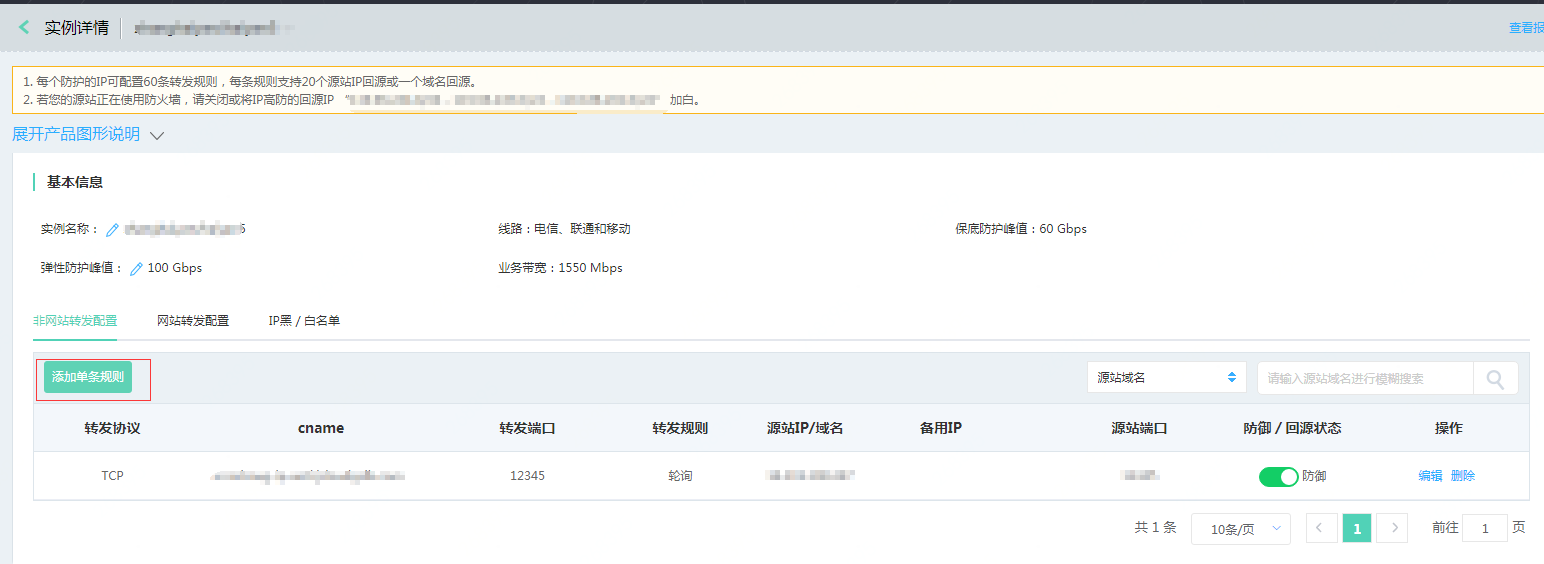 实例详情
查看报
1. 每个防护的IP可配置60条转发规则，每条规则支持20个源站IP回源或一个域名回源。
2. 若您的源站正在使用防火墙，请关闭或将IP高防的回源IP “ ” 加白。
展开产品图形说明
基本信息
实例名称： 线路：电信、联通和移动 保底防护峰值：60 Gbps
弹性防护峰值： 100 Gbps 业务带宽：1550 Mbps
非网站转发配置 网站转发配置 IP黑 / 白名单
添加单条规则 源站域名 请输入源站域名进行模糊搜索
转发协议 cname 转发端口 转发规则 源站IP/域名 备用IP 源站端口 防御 / 回源状态 操作
TCP 12345 轮询 防御 编辑 删除
共 1 条 10条/页 1 前往 1 页